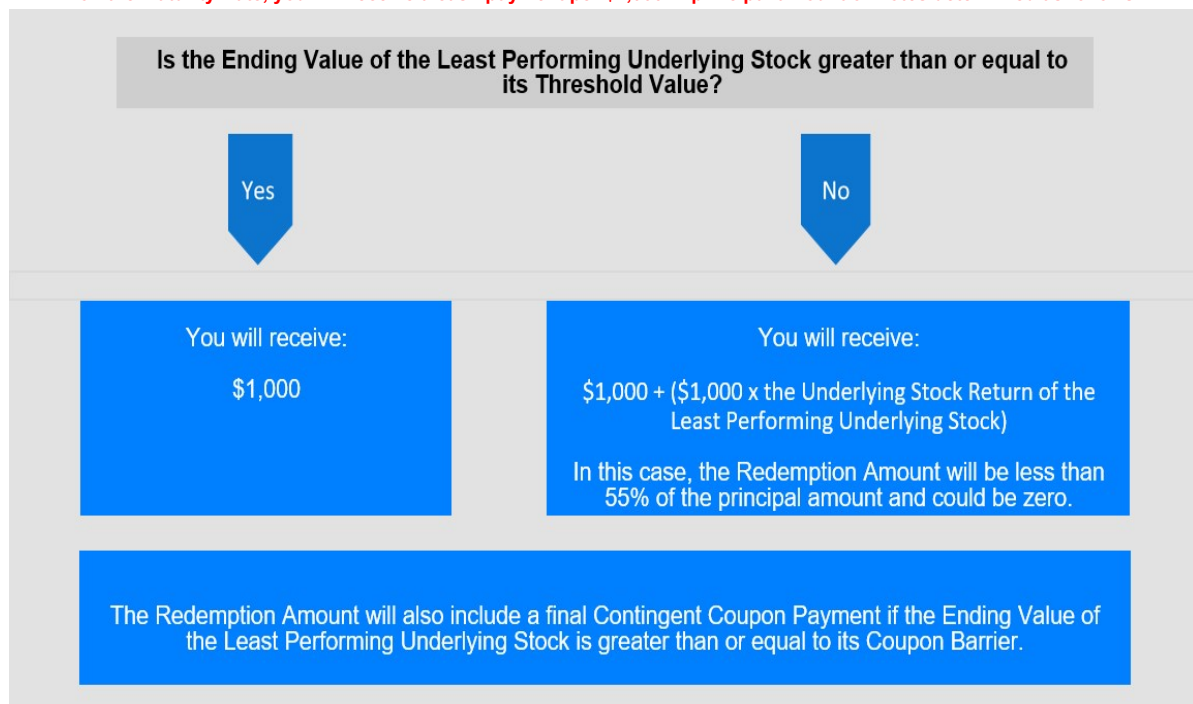 Is the Ending Value of the Least Performing Underlying Stock greater than or equal to
its Threshold Value?
Yes
No
You will receive:
$1,000
You will receive:
$1,000 + ($1,000 x the Underlying Stock Return of the
Least Performing Underlying Stock)
In this case, the Redemption Amount will be less than
55% of the principal amount and could be zero.
The Redemption Amount will also include a final Contingent Coupon Payment if the Ending Value of
the Least Performing Underlying Stock is greater than or equal to its Coupon Barrier.